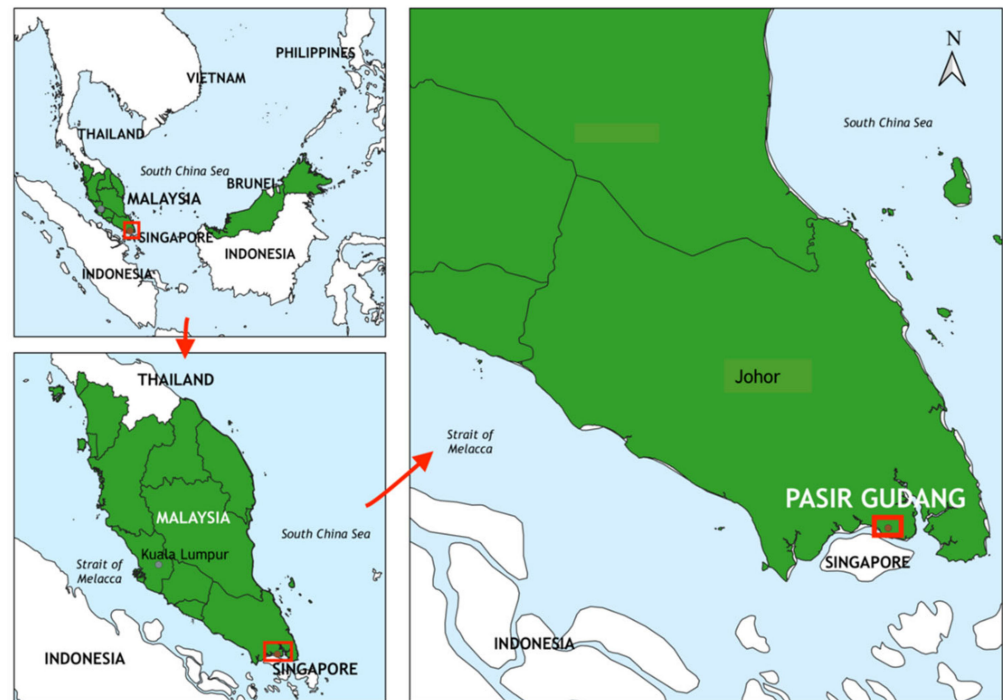 PHILIPPINES
VIETNAM
THAILAND
South China Sea
BRUNEI
MALAYSIA
SINGAPORE
INDONESIA
INDONESIA
THAILAND
MALAYSIA
South China Sea
Kuala Lumpur
Strait of
Melacca
INDONESIA
SINGAPORE
N
South China Sea
Johor
Strait of
Melacca
PASIR GUDANG
SINGAPORE
INDONESIA